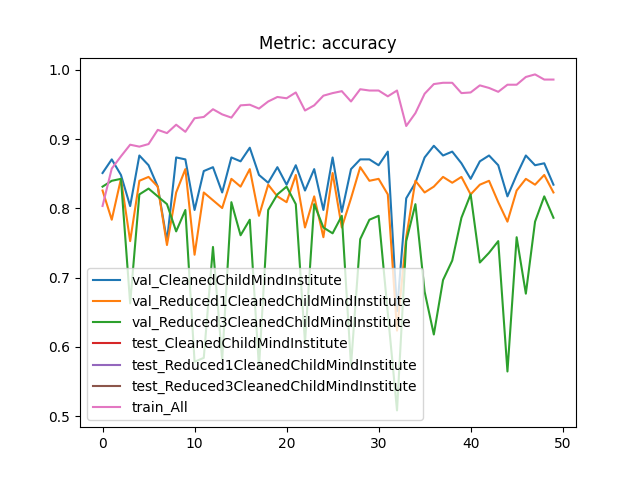 Metric: accuracy
1.0
0.9
0.8
0.7
0.6
0.5
0
10
20
30
40
50
val_CleanedChildMindInstitute
val_Reduced1CleanedChildMindInstitute
val_Reduced3CleanedChildMindInstitute
test_CleanedChildMindInstitute
test_Reduced1CleanedChildMindInstitute
test_Reduced3CleanedChildMindInstitute
train_All